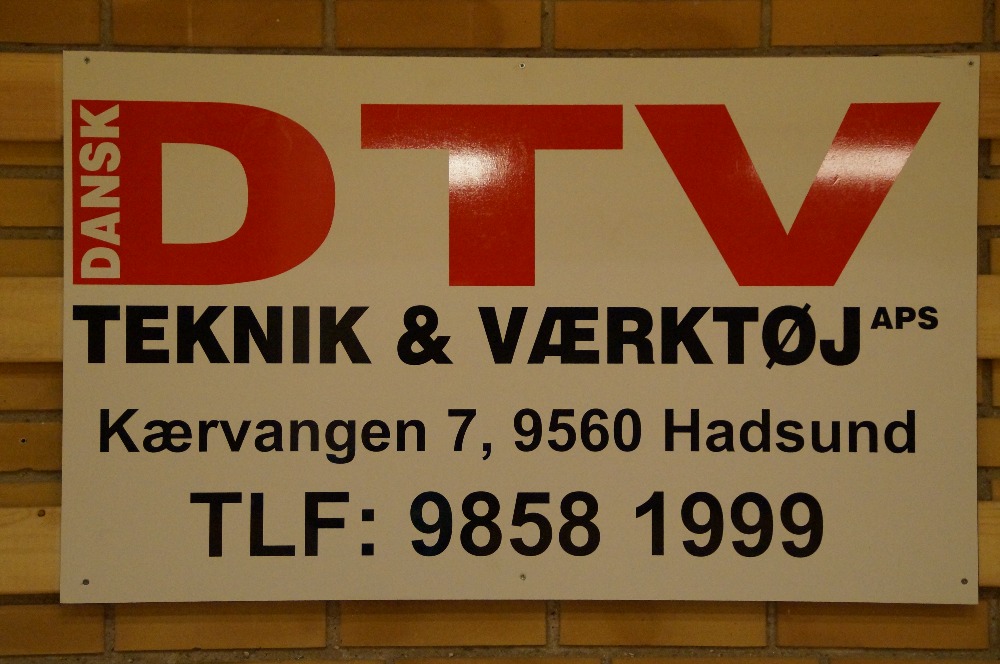 DANSK
DTV
TEKNIK & VÆRKTØJ APS
Kærvangen 7, 9560 Hadsund
TLF: 9858 1999